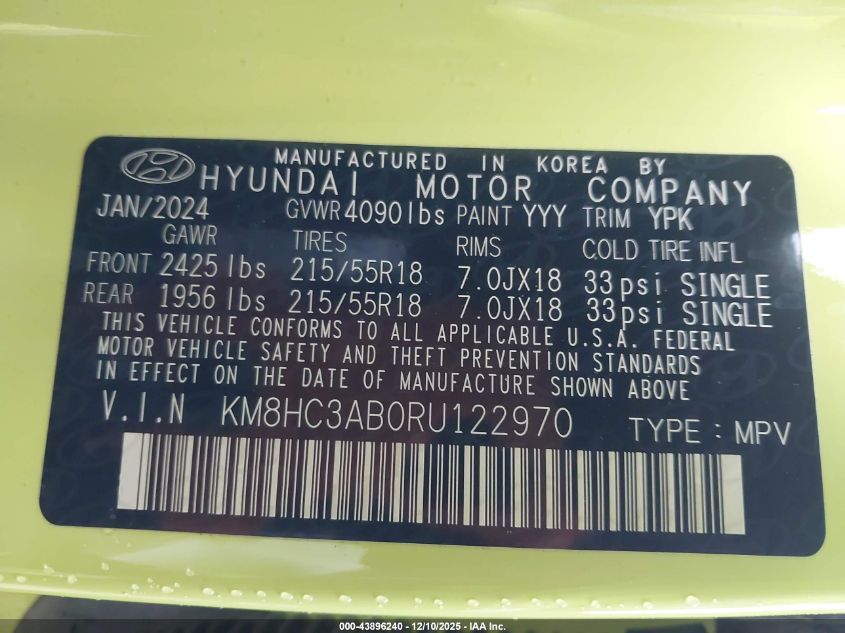 MANUFACTURED IN KOREA BY
HYUNDAI MOTOR COMPANY
JAN/2024 GVWR 4090lbs PAINT YYY TRIM YPK
GAWR TIRES RIMS COLD TIRE INFL
FRONT 2425 lbs 215/55R18 7.0JX18 33psi SINGLE
REAR 1956 lbs 215/55R18 7.0JX18 33psi SINGLE
THIS VEHICLE CONFORMS TO ALL APPLICABLE U.S.A. FEDERAL
MOTOR VEHICLE SAFETY AND THEFT PREVENTION STANDARDS
IN EFFECT ON THE DATE OF MANUFACTURE SHOWN ABOVE
V.I.N KM8HC3AB0RU122970 TYPE : MPV
000-43896240 - 12/10/2025 - IAA Inc.